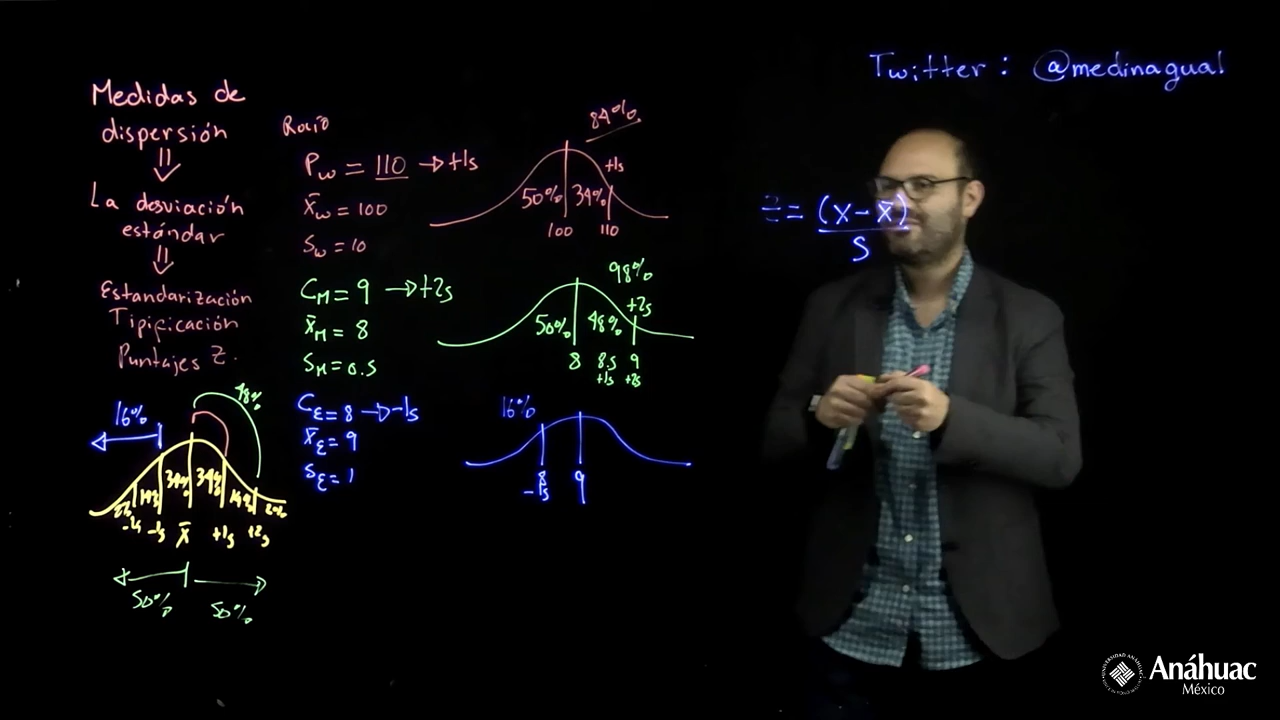 Medidas de
dispersión
⇓
La desviación
estándar
⇓
Estandarización
Tipificación
Puntajes Z.
16%
48%
34% 34%
14% 2%
-1s x̄ +1s +2s
50% 50%
Rocío
Pw = 110 → +1s
x̄w = 100
Sw = 10
84%
+1s
50% 34%
100 110
CM = 9 → +2s
x̄M = 8
SM = 0.5
98%
+2s
50% 48%
8 8.5 9
+1s +2s
CE = 8 → -1s
x̄E = 9
SE = 1
16%
8 9
-1s
Twitter: @medinagual
z = (x - x̄)
s
Anáhuac
México